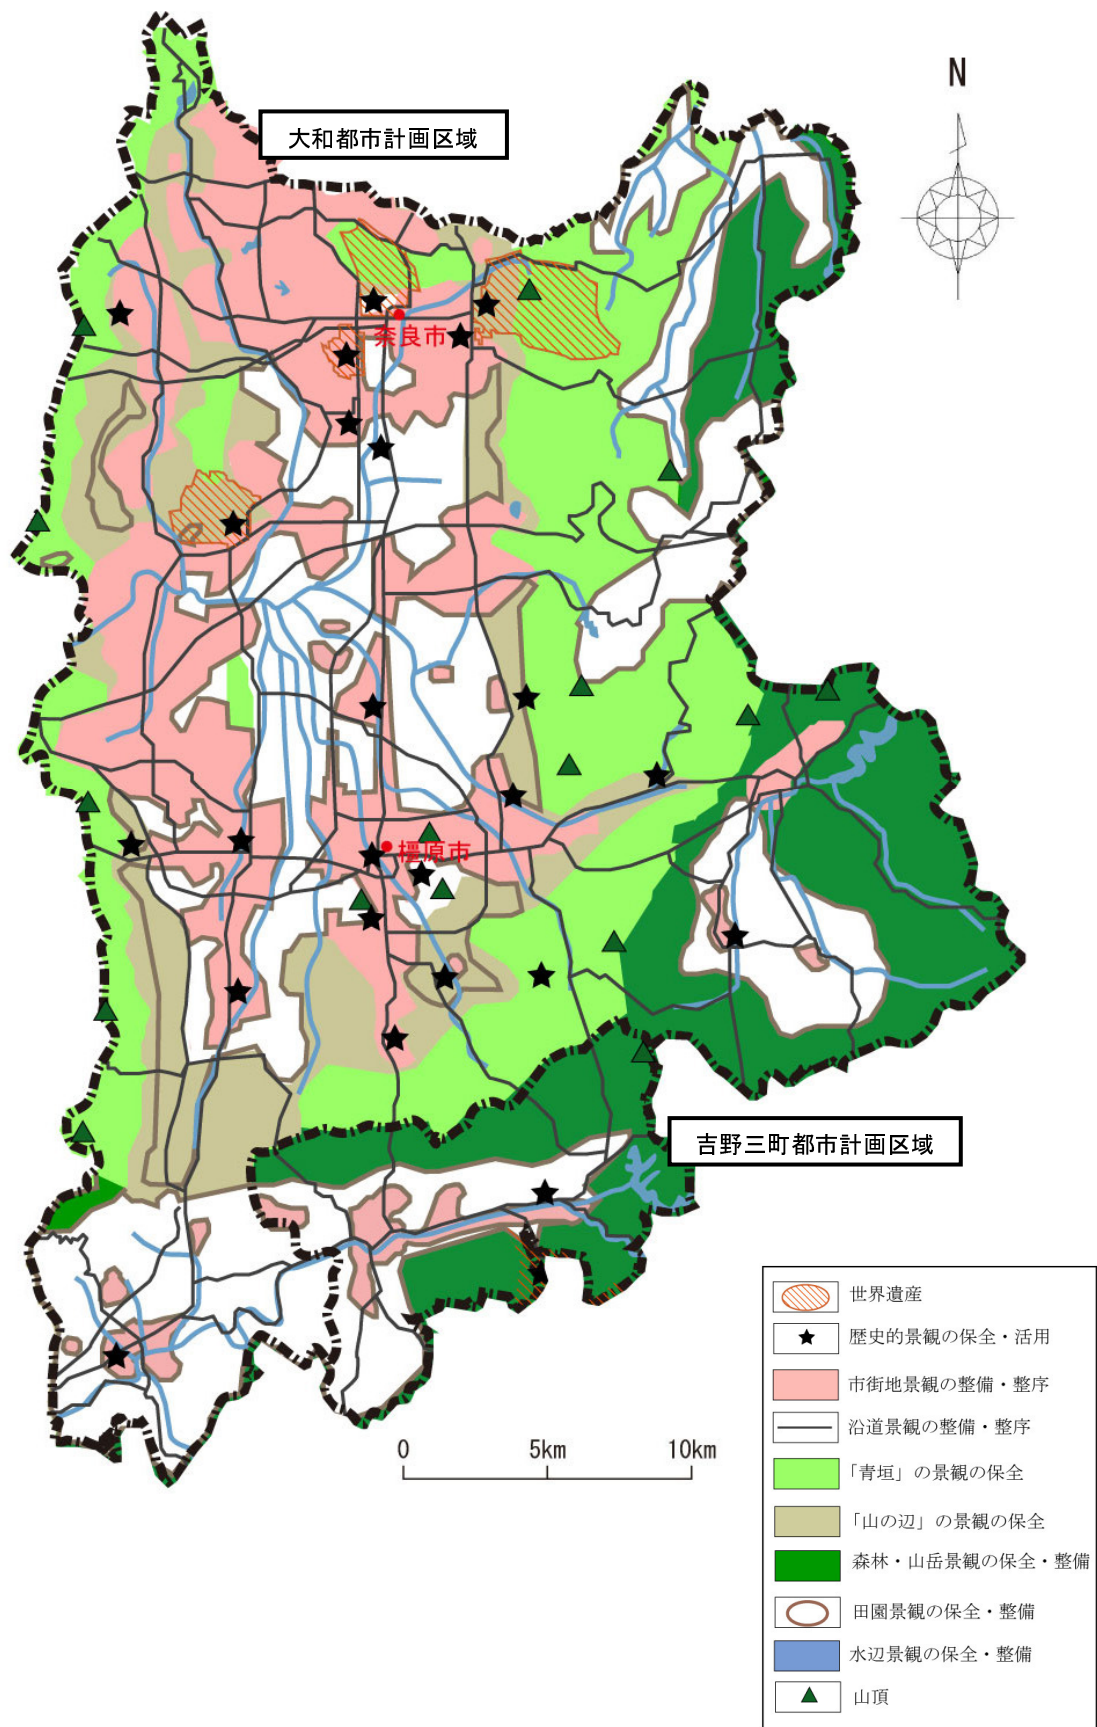 N
大和都市計画区域
奈良市
橿原市
吉野三町都市計画区域
0 5km 10km
世界遺産
歴史的景観の保全・活用
市街地景観の整備・整序
沿道景観の整備・整序
「青垣」の景観の保全
「山の辺」の景観の保全
森林・山岳景観の保全・整備
田園景観の保全・整備
水辺景観の保全・整備
山頂